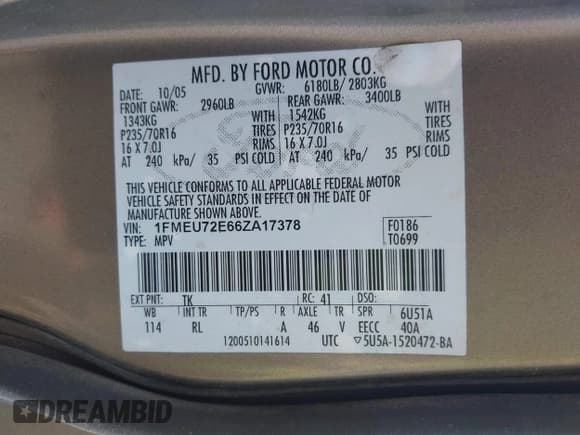 MFD. BY FORD MOTOR CO.
DATE: 10/05 GVWR: 6180LB/ 2803KG
FRONT GAWR: 2960LB REAR GAWR: 3400LB
1343KG WITH 1542KG WITH
P235/70R16 TIRES P235/70R16 TIRES
16 X 7.0J RIMS 16 X 7.0J RIMS
AT 240 kPa/ 35 PSI COLD AT 240 kPa/ 35 PSI COLD
THIS VEHICLE CONFORMS TO ALL APPLICABLE FEDERAL MOTOR
VEHICLE SAFETY STANDARDS IN EFFECT ON THE DATE OF
MANUFACTURE SHOWN ABOVE.
VIN: 1FMEU72E66ZA17378 F0186
TYPE: MPV T0699
EXT PNT: TK RC: 41 DSO:
WB INT TR TP/PS R AXLE TR SPR 6U51A
114 RL A 46 V EECC 40A
1200510141614 UTC ▽5U5A-1520472-BA
Ford
DREAMBID